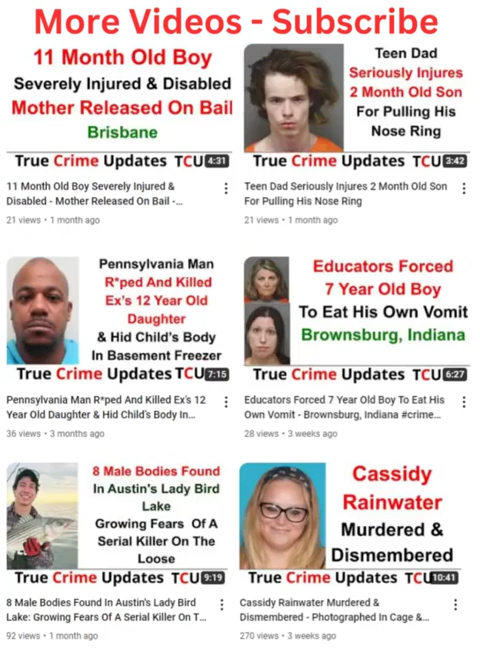 More Videos - Subscribe
11 Month Old Boy
Severely Injured & Disabled
Mother Released On Bail
Brisbane
True Crime Updates TCU 4:31
11 Month Old Boy Severely Injured &
Disabled - Mother Released On Bail -...
21 views • 1 month ago
Teen Dad
Seriously Injures
2 Month Old Son
For Pulling His
Nose Ring
True Crime Updates TCU 3:42
Teen Dad Seriously Injures 2 Month Old Son
For Pulling His Nose Ring
21 views • 1 month ago
Pennsylvania Man
R*ped And Killed
Ex's 12 Year Old
Daughter
& Hid Child's Body
In Basement Freezer
True Crime Updates TCU 7:15
Pennsylvania Man R*ped And Killed Ex's 12
Year Old Daughter & Hid Child's Body In...
36 views • 3 months ago
Educators Forced
7 Year Old Boy
To Eat His Own Vomit
Brownsburg, Indiana
True Crime Updates TCU 6:27
Educators Forced 7 Year Old Boy To Eat His
Own Vomit - Brownsburg, Indiana #crime...
28 views • 3 weeks ago
8 Male Bodies Found
In Austin's Lady Bird
Lake
Growing Fears Of A
Serial Killer On The
Loose
True Crime Updates TCU 9:19
8 Male Bodies Found In Austin's Lady Bird
Lake: Growing Fears Of A Serial Killer On T...
92 views • 1 month ago
Cassidy
Rainwater
Murdered &
Dismembered
True Crime Updates TCU 10:41
Cassidy Rainwater Murdered &
Dismembered - Photographed In Cage &...
270 views • 3 weeks ago